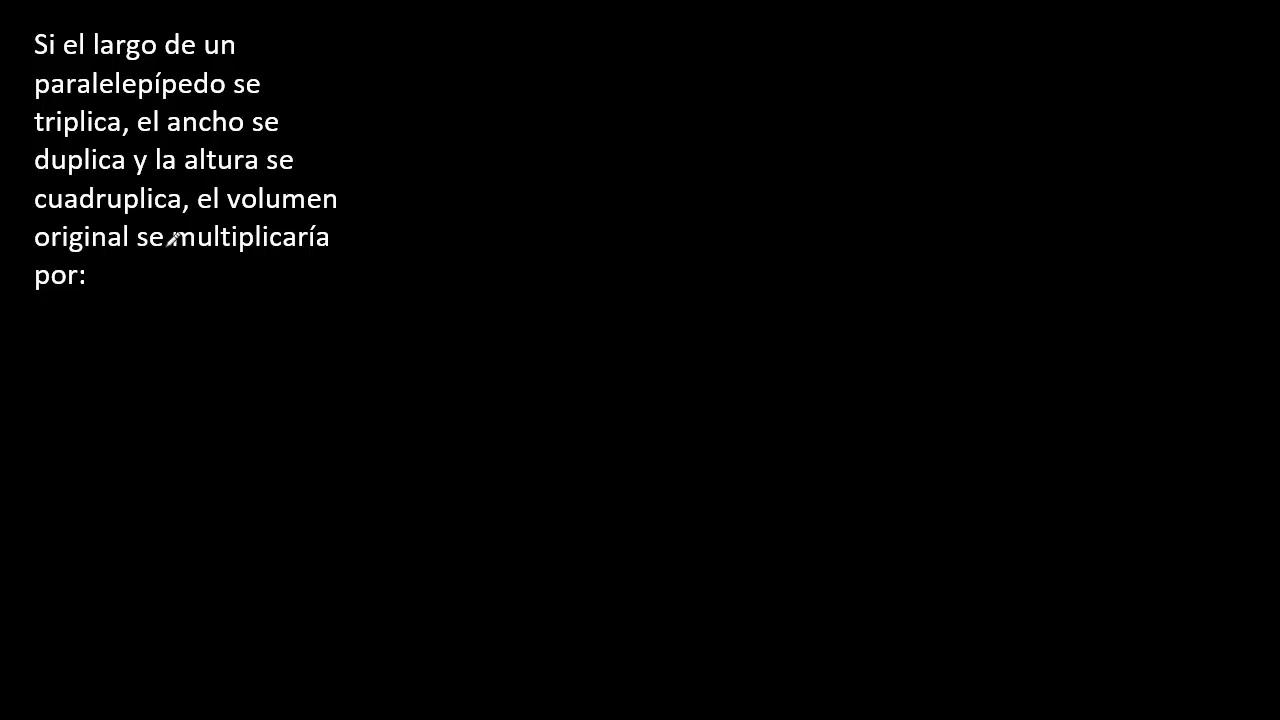 Si el largo de un
paralelepípedo se
triplica, el ancho se
duplica y la altura se
cuadruplica, el volumen
original se multiplicaría
por: